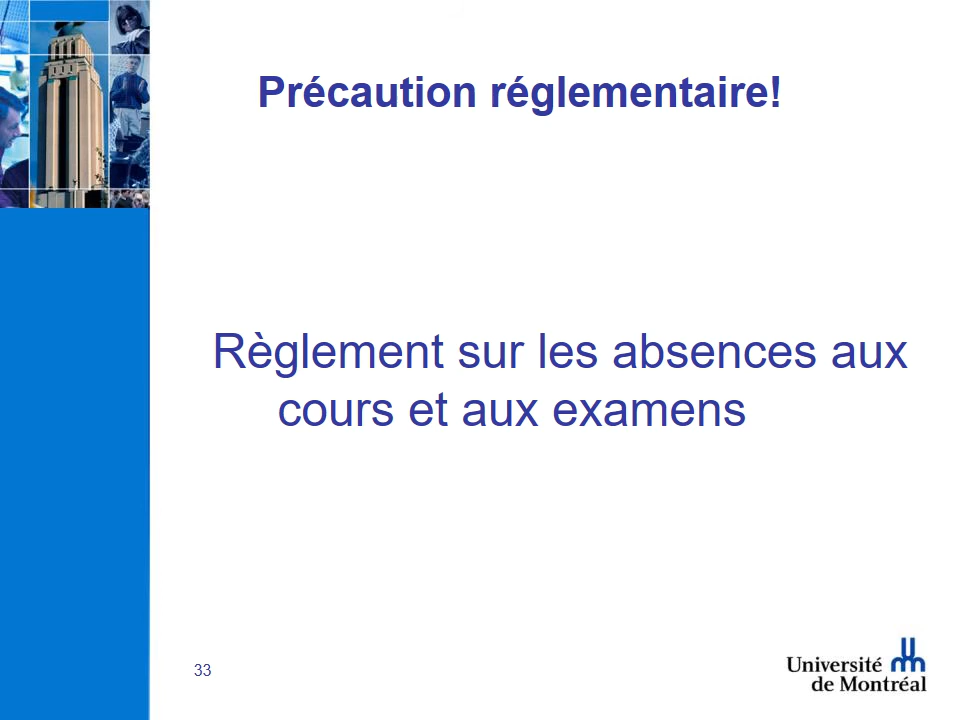 Précaution réglementaire!
Règlement sur les absences aux
cours et aux examens
33
Université
de Montréal